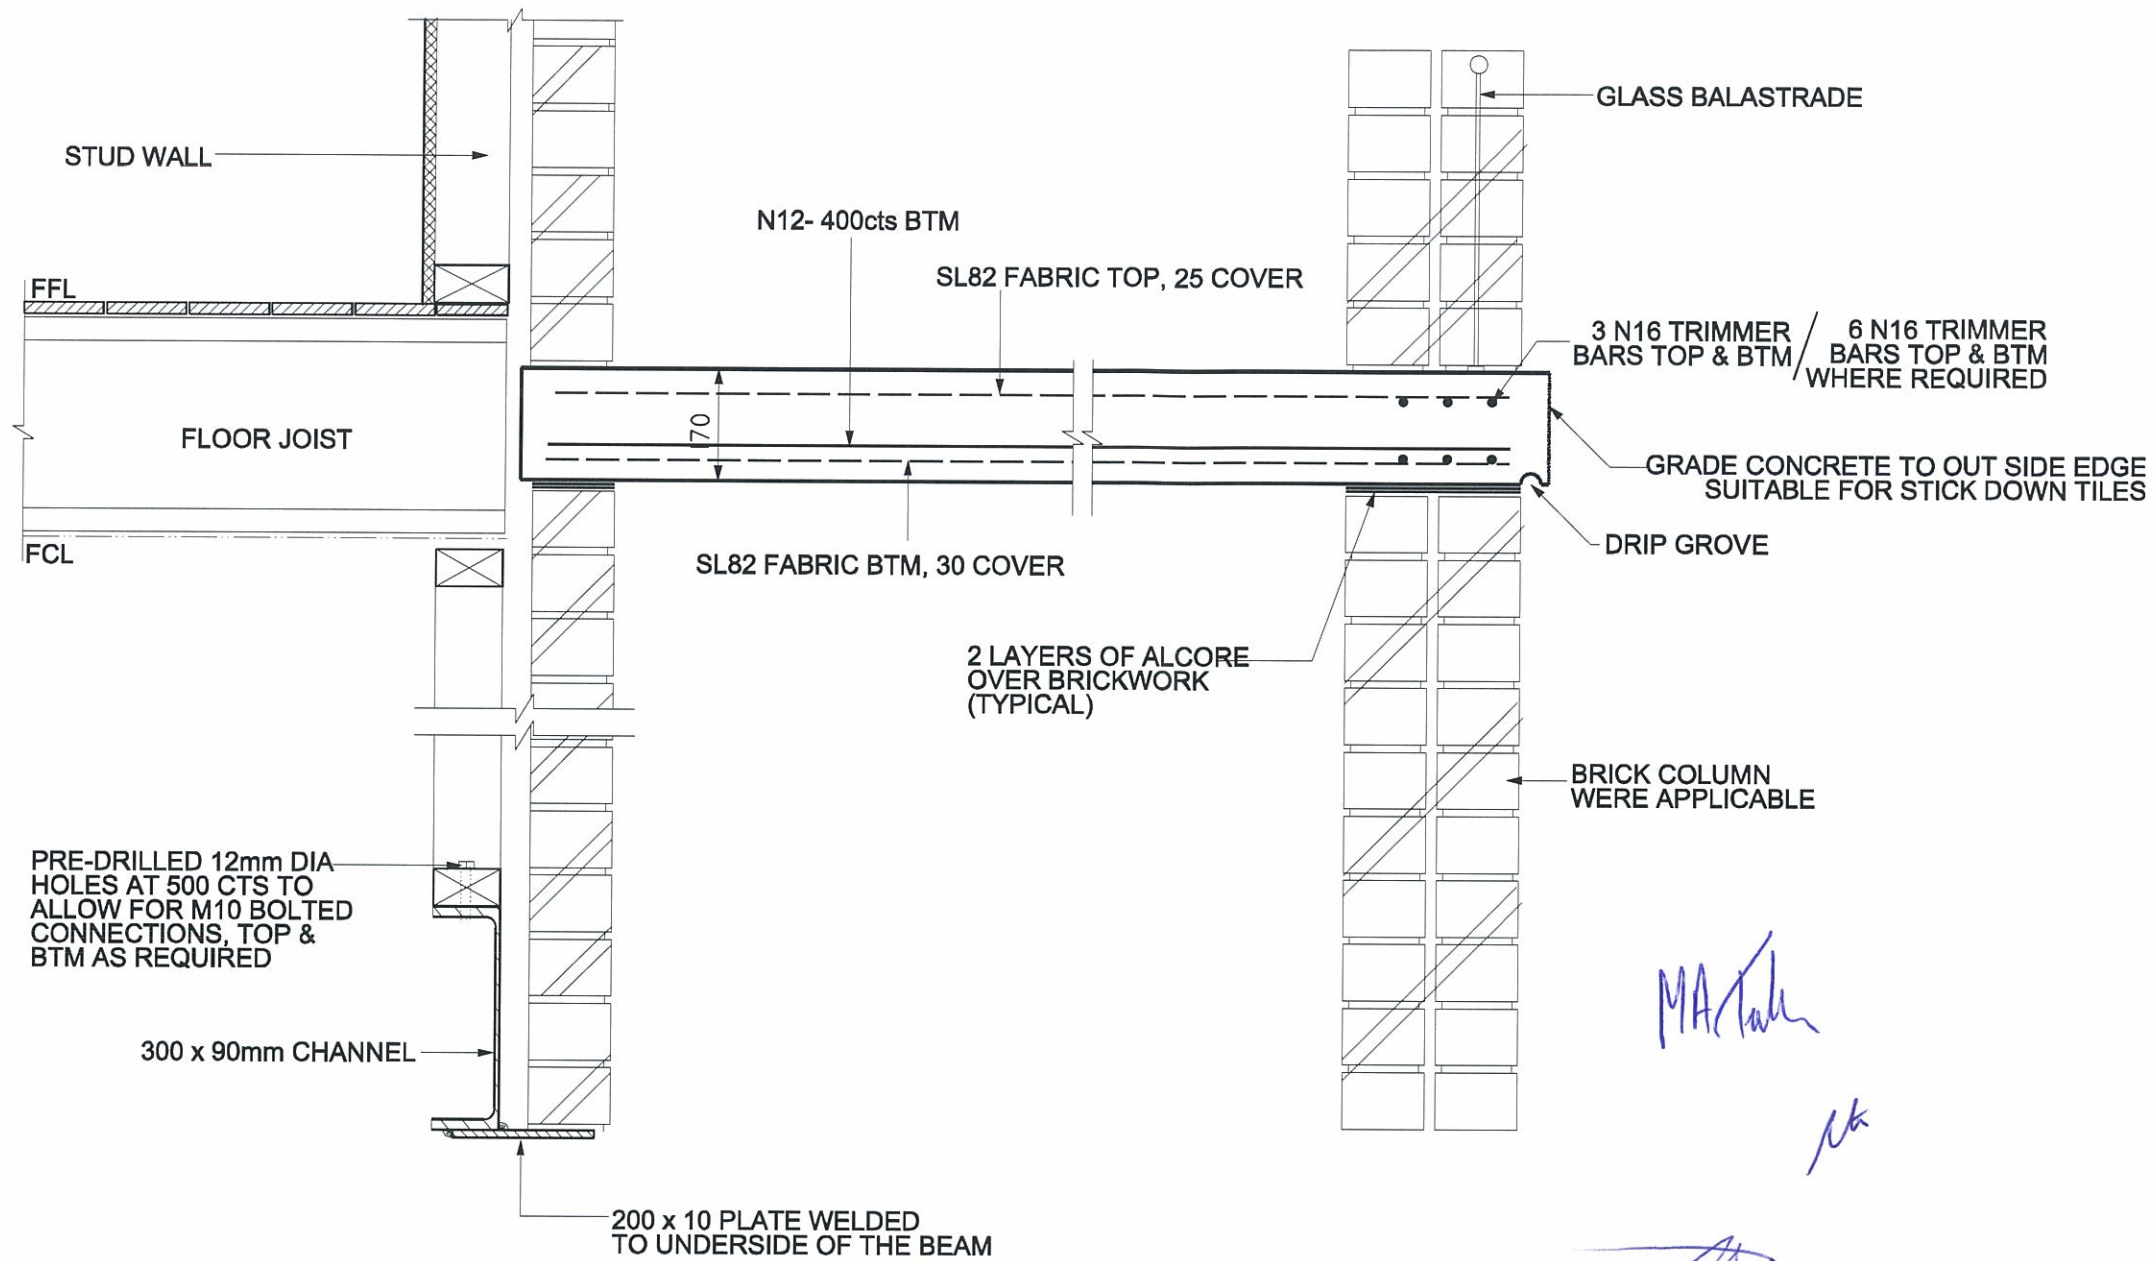 GLASS BALASTRADE
STUD WALL
N12- 400cts BTM
SL82 FABRIC TOP, 25 COVER
FFL
3 N16 TRIMMER
BARS TOP & BTM
/
6 N16 TRIMMER
BARS TOP & BTM
WHERE REQUIRED
170
FLOOR JOIST
GRADE CONCRETE TO OUT SIDE EDGE
SUITABLE FOR STICK DOWN TILES
FCL
DRIP GROVE
SL82 FABRIC BTM, 30 COVER
2 LAYERS OF ALCORE
OVER BRICKWORK
(TYPICAL)
BRICK COLUMN
WERE APPLICABLE
PRE-DRILLED 12mm DIA
HOLES AT 500 CTS TO
ALLOW FOR M10 BOLTED
CONNECTIONS, TOP &
BTM AS REQUIRED
300 x 90mm CHANNEL
200 x 10 PLATE WELDED
TO UNDERSIDE OF THE BEAM